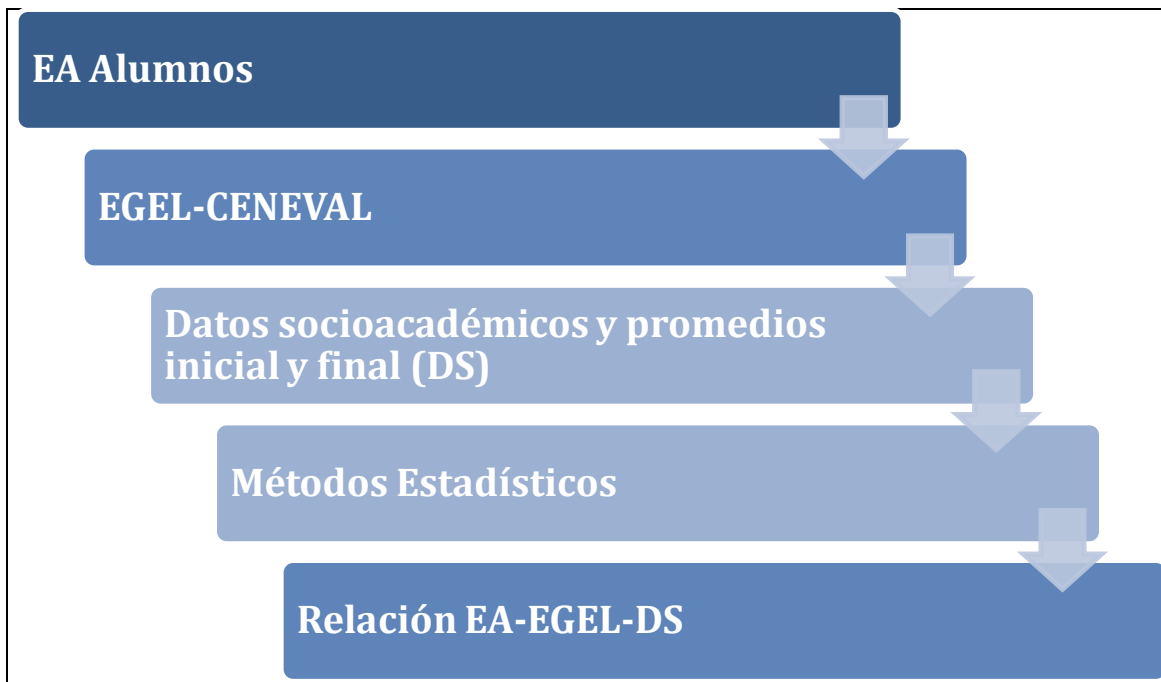 EA Alumnos
EGEL-CENEVAL
Datos socioacadémicos y promedios
inicial y final (DS)
Métodos Estadísticos
Relación EA-EGEL-DS